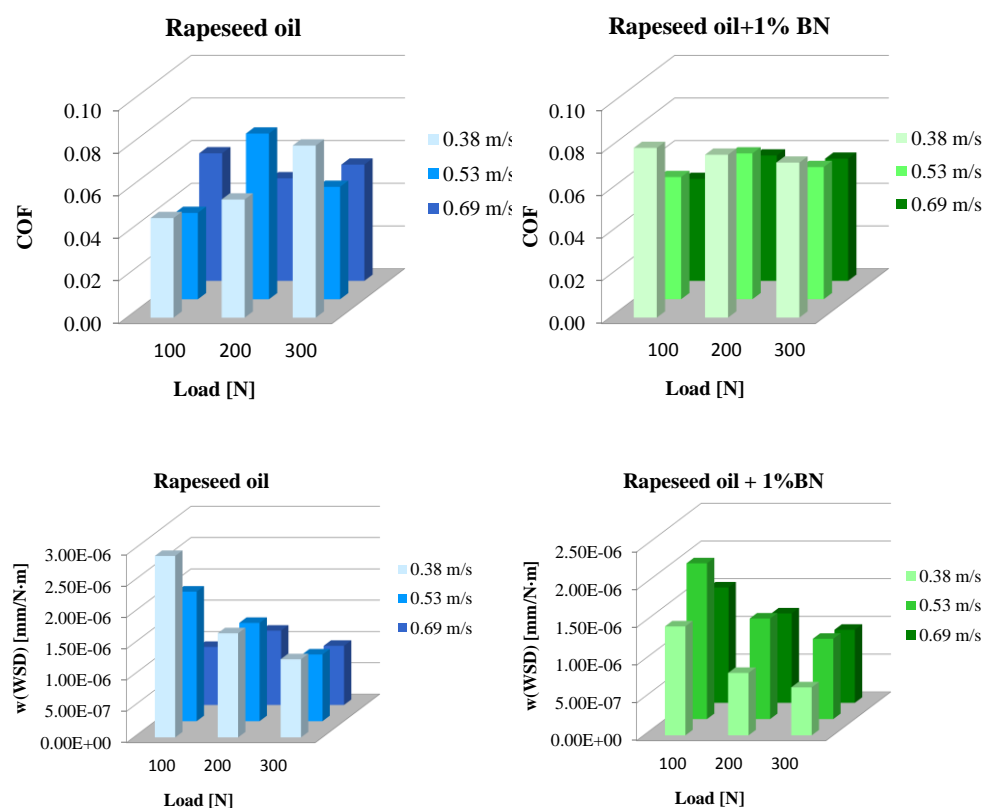 Rapeseed oil
0.10
0.08
0.06
0.04
0.02
0.00
COF
100 200 300
Load [N]
0.38 m/s
0.53 m/s
0.69 m/s
Rapeseed oil+1% BN
0.10
0.08
0.06
0.04
0.02
0.00
COF
100 200 300
Load [N]
0.38 m/s
0.53 m/s
0.69 m/s
Rapeseed oil
3.00E-06
2.50E-06
2.00E-06
1.50E-06
1.00E-06
5.00E-07
0.00E+00
w(WSD) [mm/N·m]
100 200 300
Load [N]
0.38 m/s
0.53 m/s
0.69 m/s
Rapeseed oil + 1%BN
2.50E-06
2.00E-06
1.50E-06
1.00E-06
5.00E-07
0.00E+00
w(WSD) [mm/N·m]
100 200 300
Load [N]
0.38 m/s
0.53 m/s
0.69 m/s